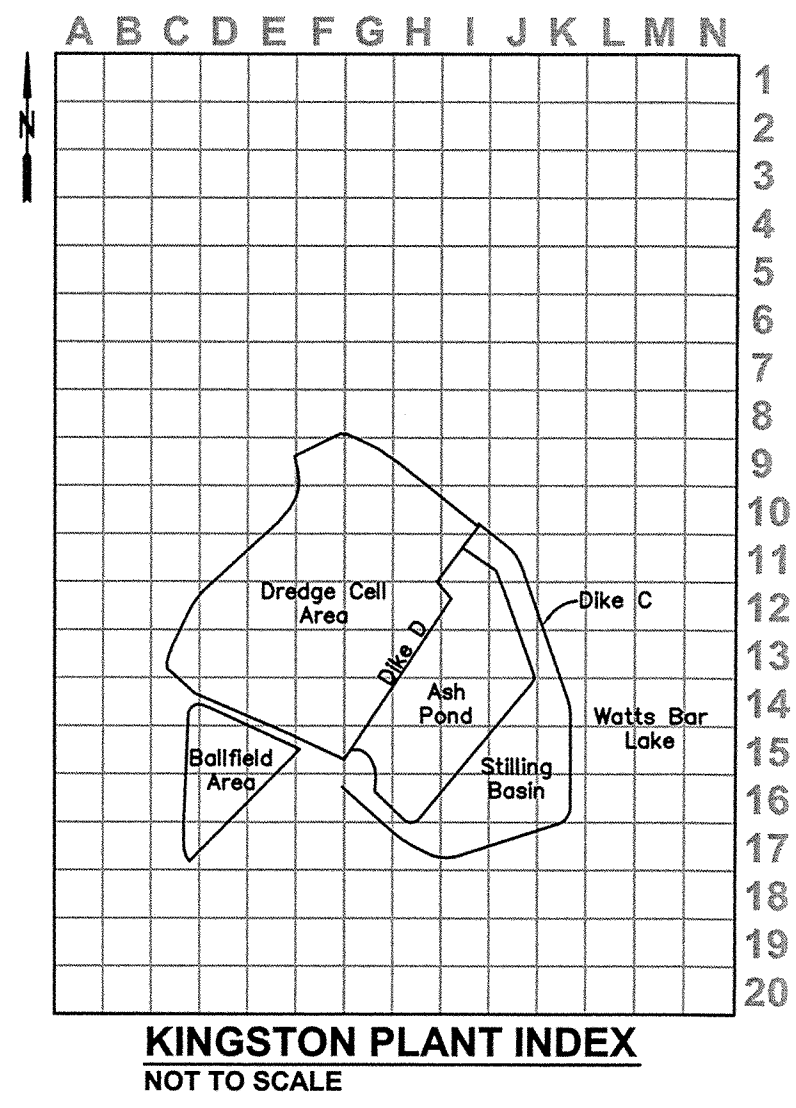 A B C D E F G H I J K L M N
N
1
2
3
4
5
6
7
8
9
10
11
12
13
14
15
16
17
18
19
20
Dredge Cell
Area
Dike C
Dike D
Ash
Pond
Watts Bar
Lake
Ballfield
Area
Stilling
Basin
KINGSTON PLANT INDEX
NOT TO SCALE